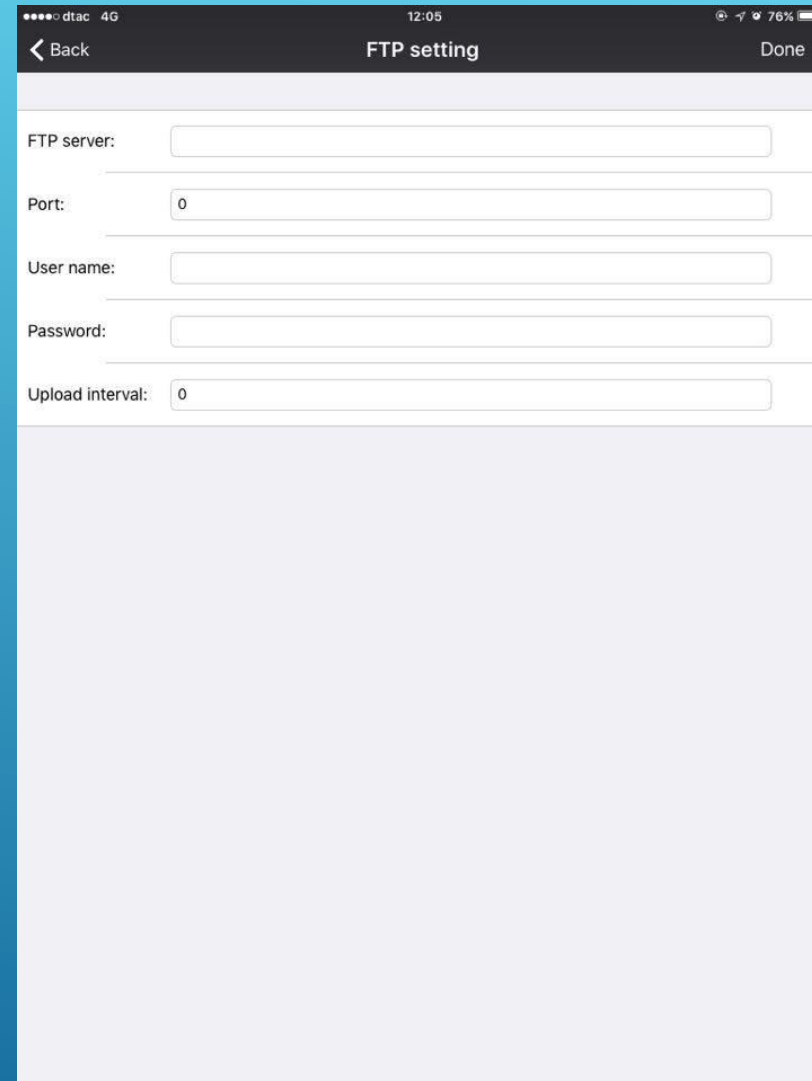 dtac 4G 12:05 76%
Back FTP setting Done
FTP server:
Port: 0
User name:
Password:
Upload interval: 0